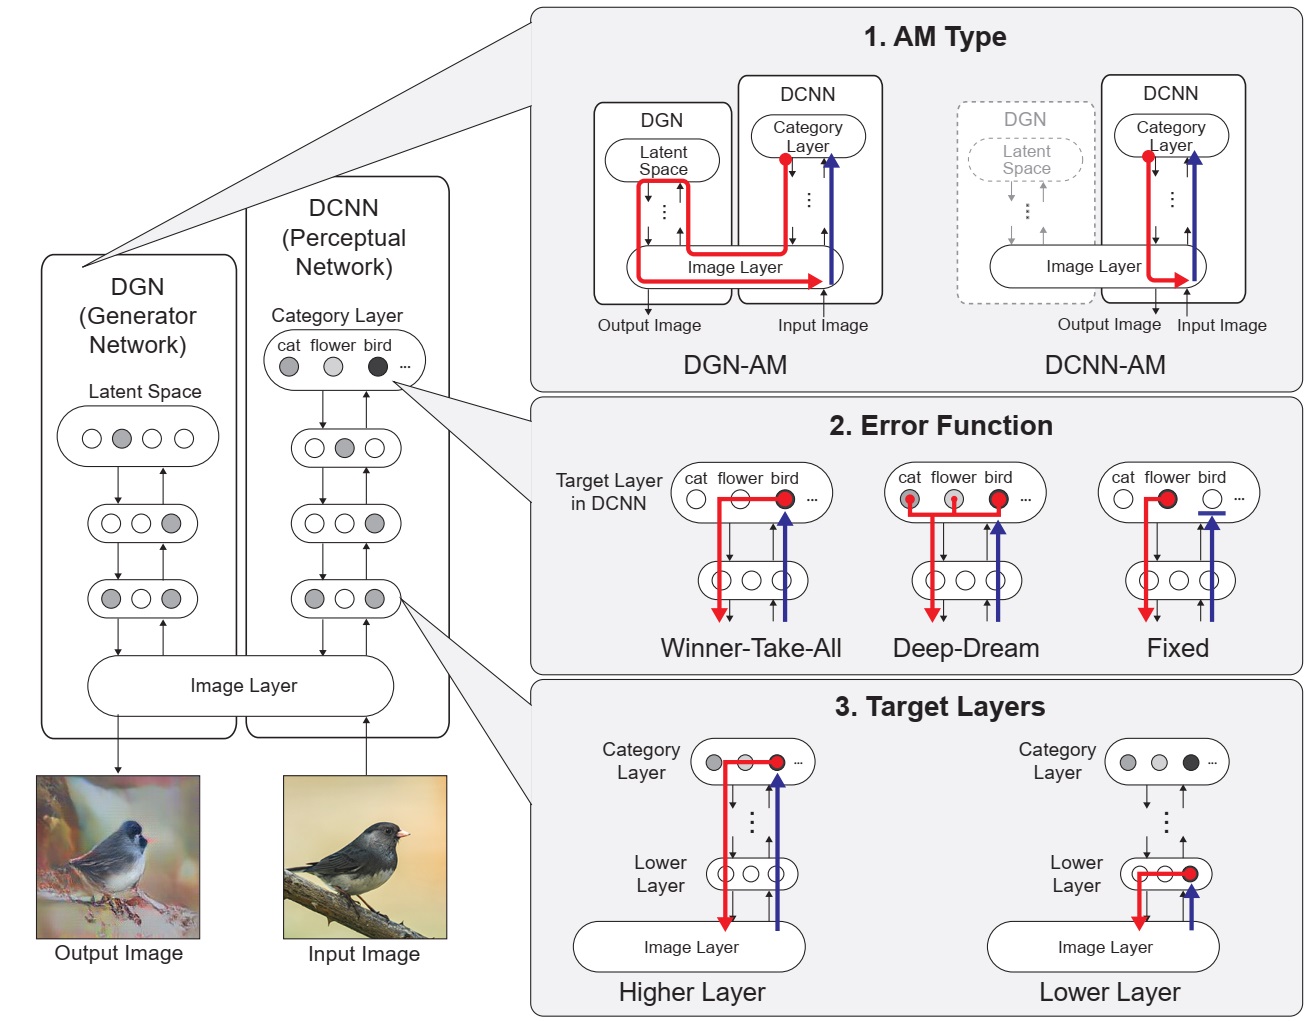 DGN
(Generator
Network)
Latent Space
DCNN
(Perceptual
Network)
Category Layer
cat flower bird ...
Image Layer
Output Image
Input Image
1. AM Type
DGN
Latent
Space
DCNN
Category
Layer
Image Layer
Output Image
Input Image
DGN-AM
DGN
Latent
Space
DCNN
Category
Layer
Image Layer
Output Image
Input Image
DCNN-AM
2. Error Function
Target Layer
in DCNN
cat flower bird ...
Winner-Take-All
cat flower bird ...
Deep-Dream
cat flower bird ...
Fixed
3. Target Layers
Category
Layer
...
Lower
Layer
Image Layer
Higher Layer
Category
Layer
...
Lower
Layer
Image Layer
Lower Layer